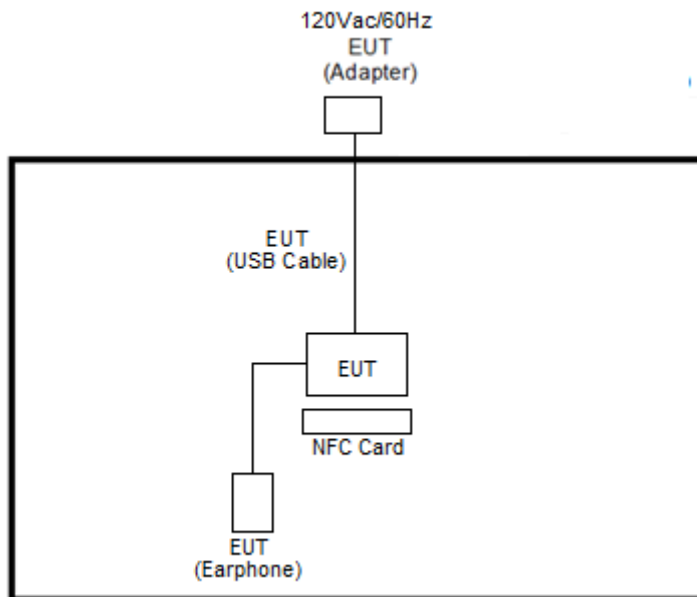 120Vac/60Hz
EUT
(Adapter)
EUT
(USB Cable)
EUT
NFC Card
EUT
(Earphone)